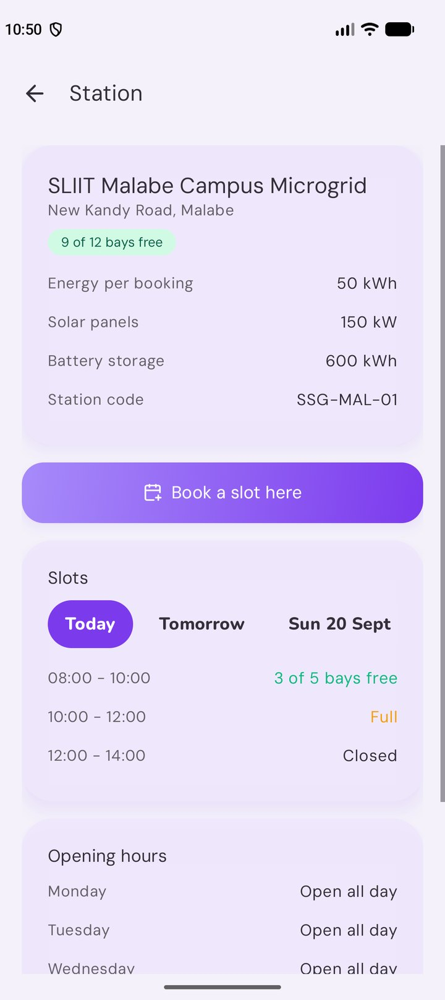 10:50
Station
SLIIT Malabe Campus Microgrid
New Kandy Road, Malabe
9 of 12 bays free
Energy per booking 50 kWh
Solar panels 150 kW
Battery storage 600 kWh
Station code SSG-MAL-01
Book a slot here
Slots
Today Tomorrow Sun 20 Sept
08:00 - 10:00 3 of 5 bays free
10:00 - 12:00 Full
12:00 - 14:00 Closed
Opening hours
Monday Open all day
Tuesday Open all day
Wednesday Open all day